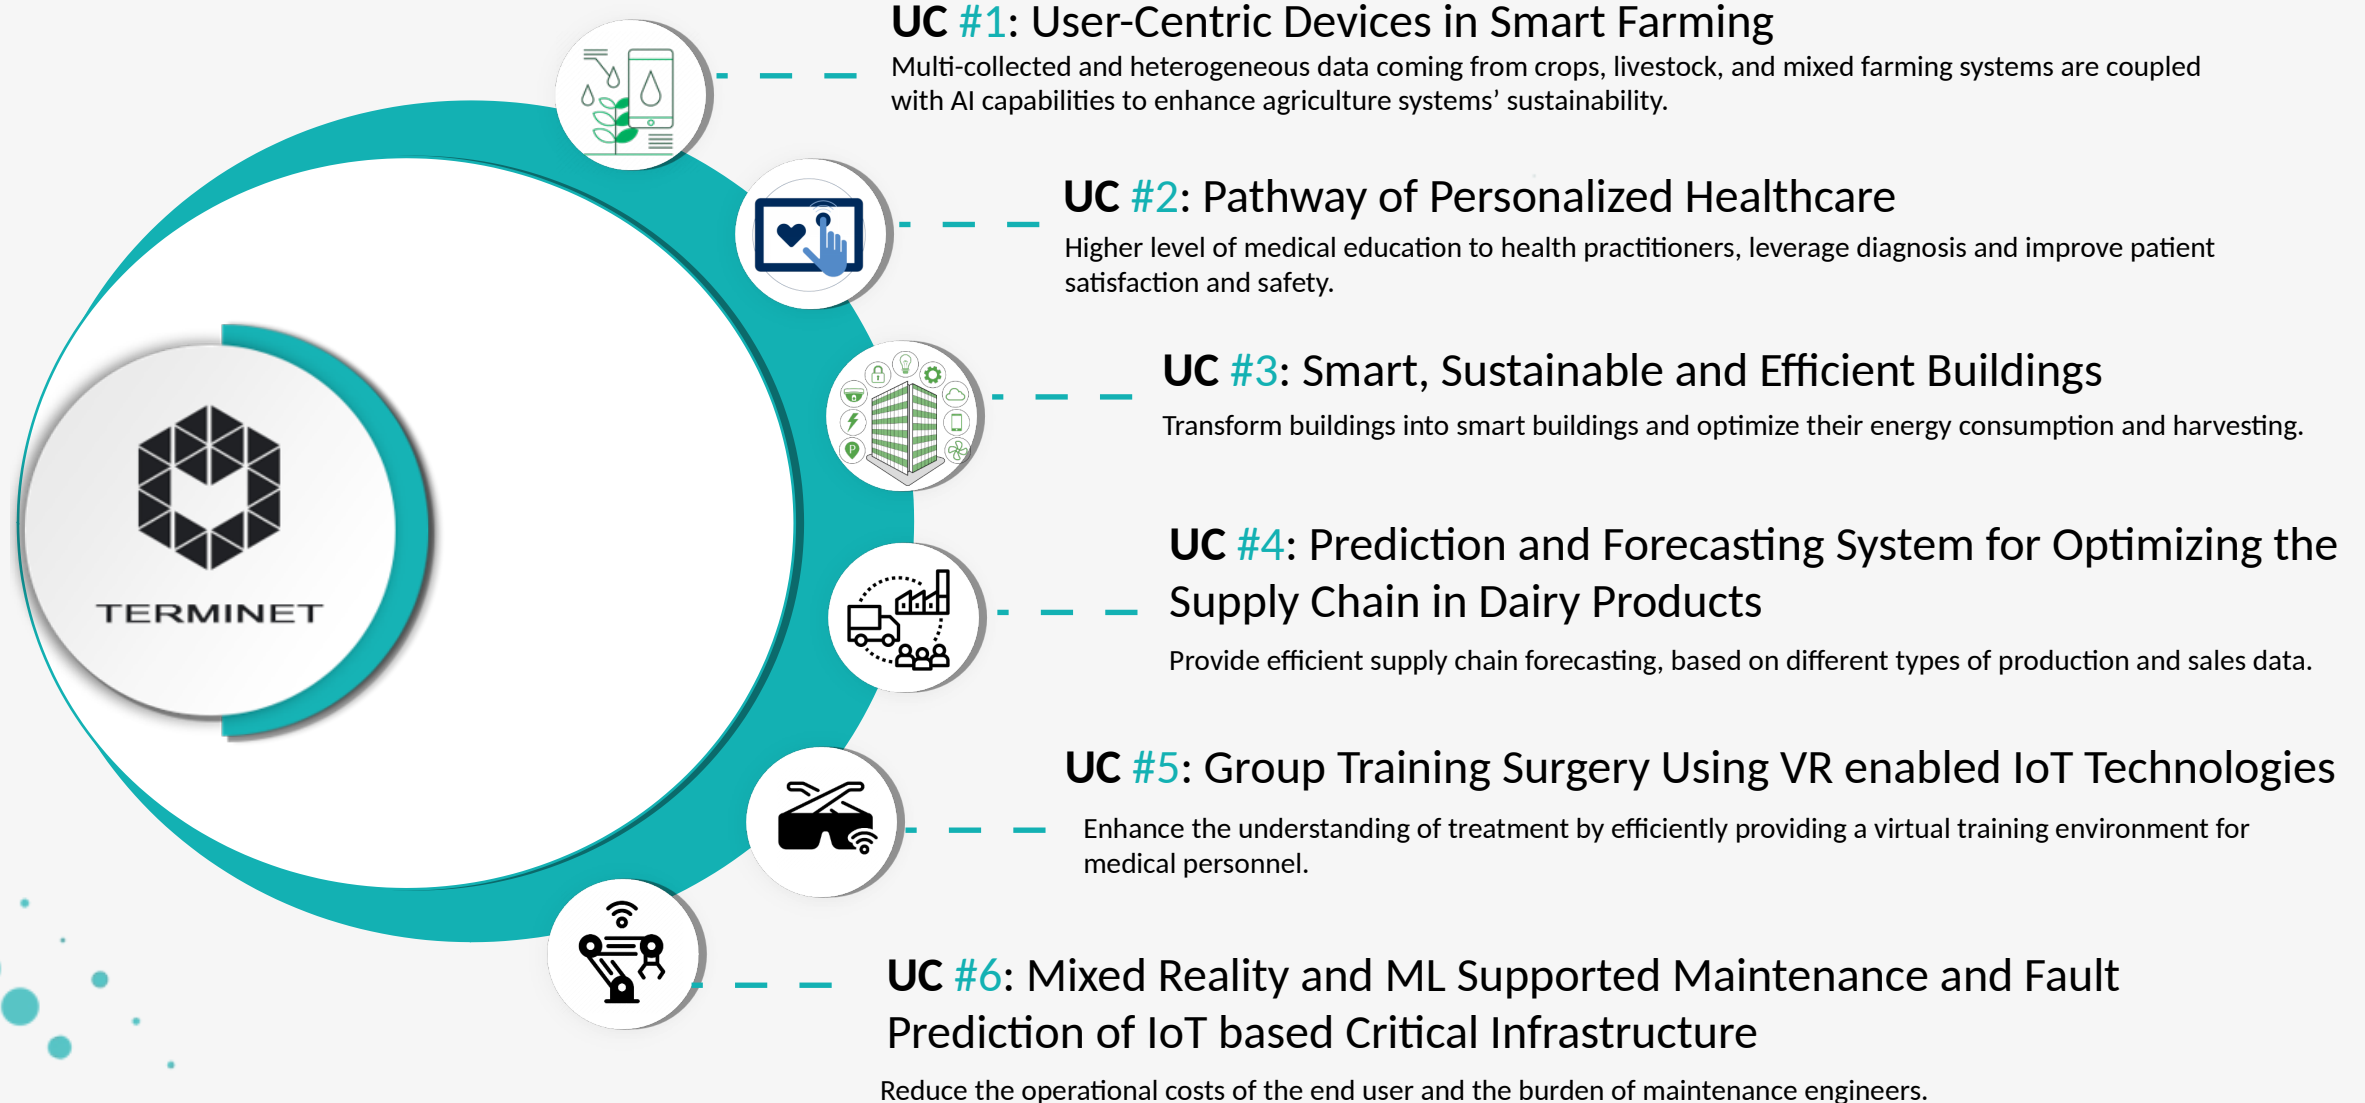 UC #1: User-Centric Devices in Smart Farming
Multi-collected and heterogeneous data coming from crops, livestock, and mixed farming systems are coupled
with AI capabilities to enhance agriculture systems’ sustainability.
UC #2: Pathway of Personalized Healthcare
Higher level of medical education to health practitioners, leverage diagnosis and improve patient
satisfaction and safety.
UC #3: Smart, Sustainable and Efficient Buildings
Transform buildings into smart buildings and optimize their energy consumption and harvesting.
P
TERMINET
UC #4: Prediction and Forecasting System for Optimizing the
Supply Chain in Dairy Products
Provide efficient supply chain forecasting, based on different types of production and sales data.
UC #5: Group Training Surgery Using VR enabled IoT Technologies
Enhance the understanding of treatment by efficiently providing a virtual training environment for
medical personnel.
UC #6: Mixed Reality and ML Supported Maintenance and Fault
Prediction of IoT based Critical Infrastructure
Reduce the operational costs of the end user and the burden of maintenance engineers.